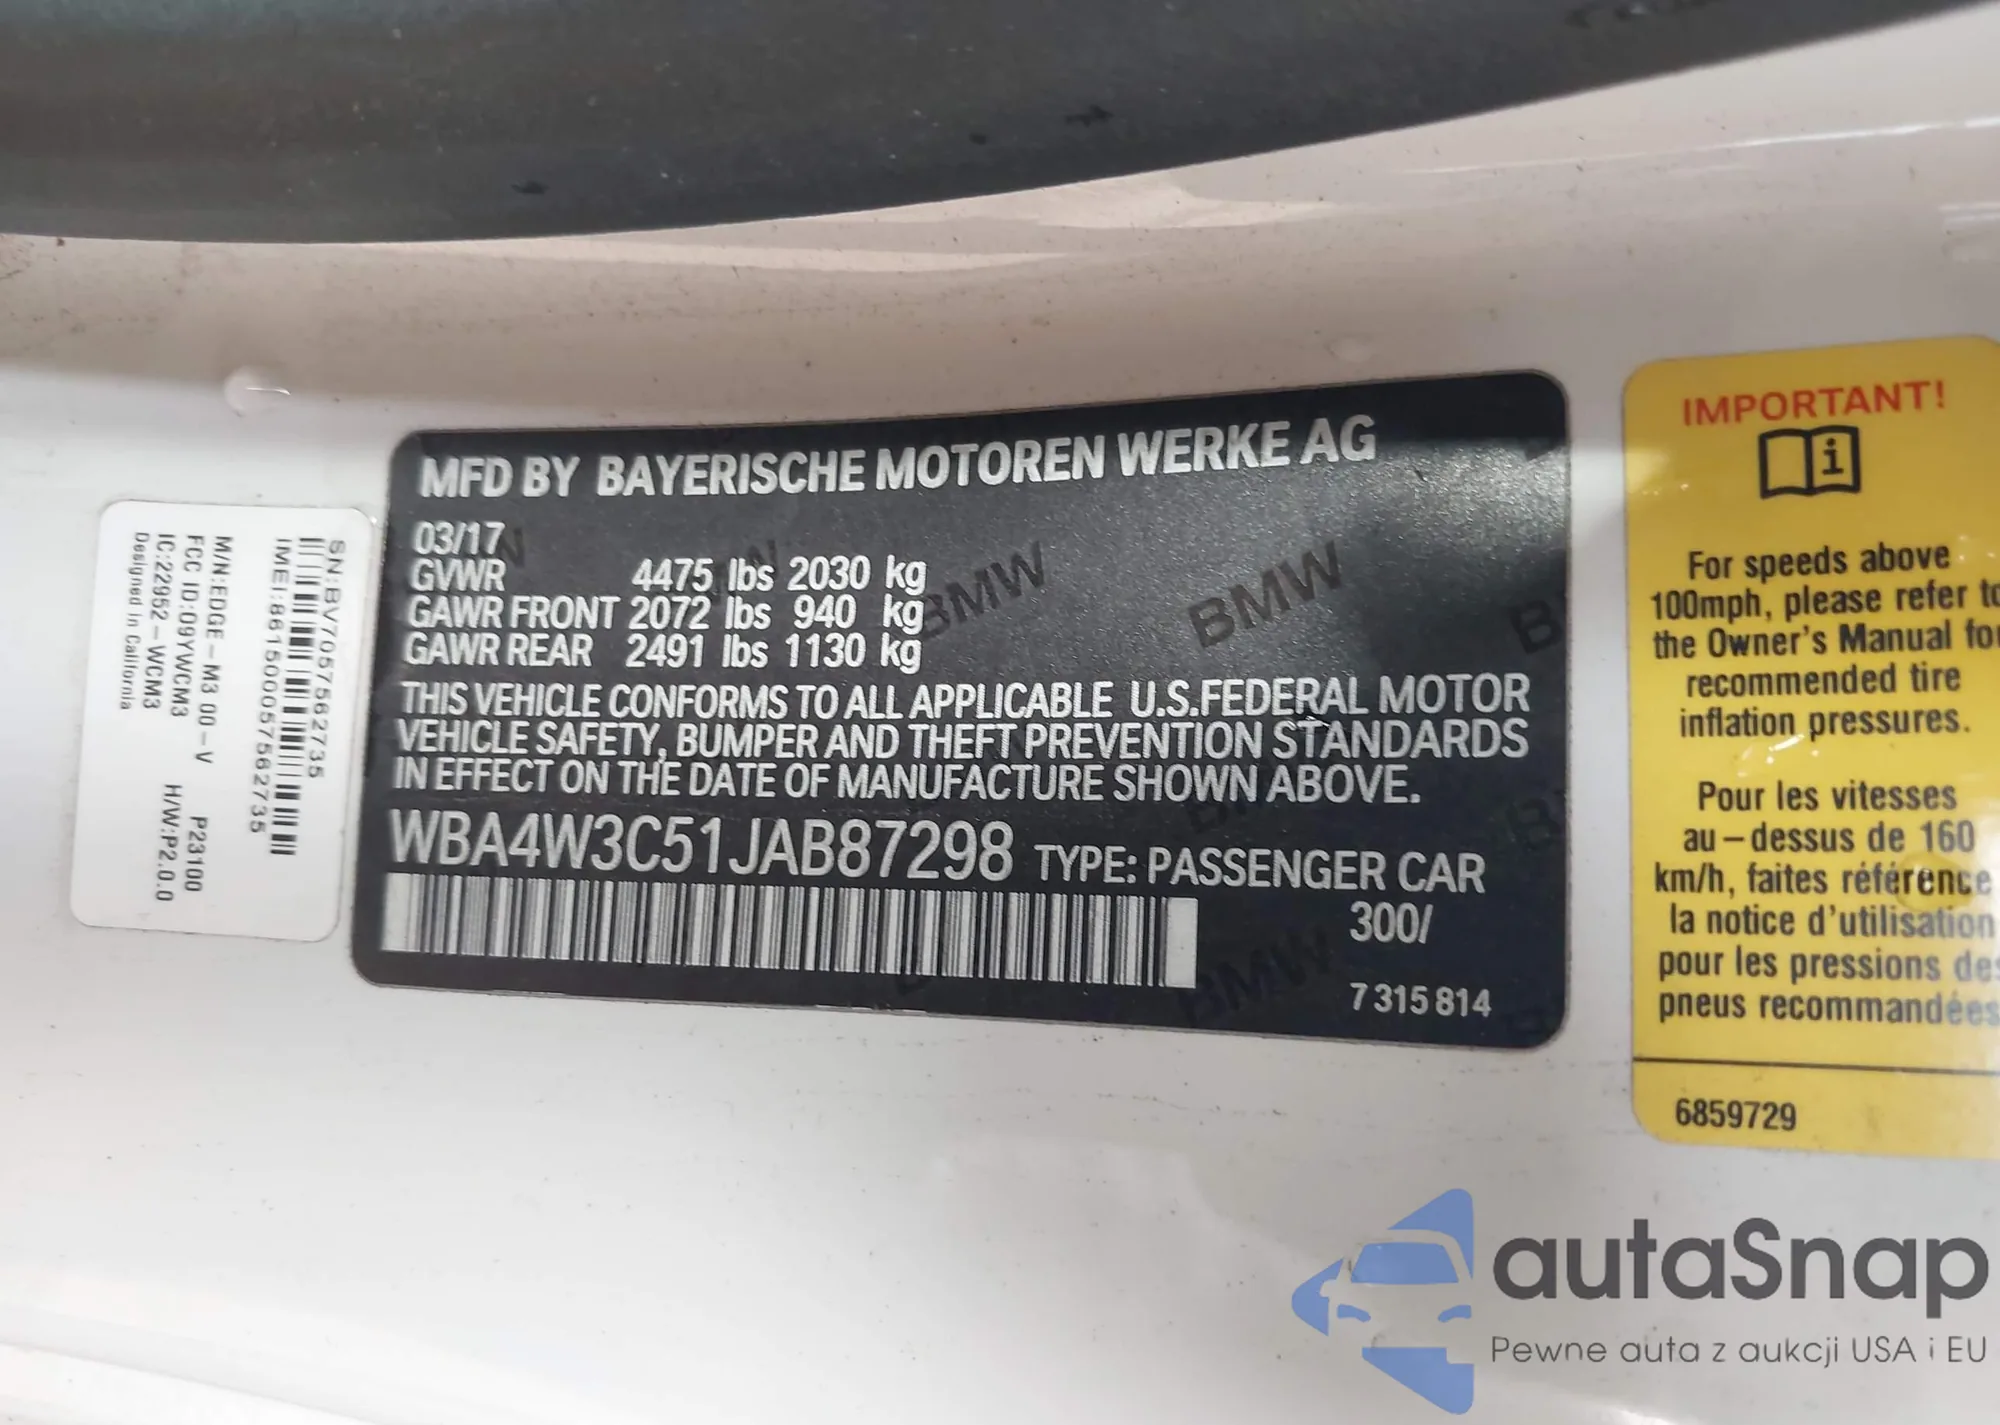 SN:BV70575562735
IMEI:861500057562735
M/N:EDGE-M3 00-V P23100
FCC ID:O9YWCM3 H/W:P2.0.0
IC:22952-WCM3
Designed in California
MFD BY BAYERISCHE MOTOREN WERKE AG
03/17
GVWR 4475 lbs 2030 kg
GAWR FRONT 2072 lbs 940 kg
GAWR REAR 2491 lbs 1130 kg
THIS VEHICLE CONFORMS TO ALL APPLICABLE U.S.FEDERAL MOTOR
VEHICLE SAFETY, BUMPER AND THEFT PREVENTION STANDARDS
IN EFFECT ON THE DATE OF MANUFACTURE SHOWN ABOVE.
WBA4W3C51JAB87298 TYPE: PASSENGER CAR
300/
7 315 814
IMPORTANT!
For speeds above
100mph, please refer to
the Owner's Manual for
recommended tire
inflation pressures.
Pour les vitesses
au-dessus de 160
km/h, faites référence
la notice d'utilisation
pour les pressions des
pneus recommandées
6859729
autaSnap
Pewne auta z aukcji USA i EU